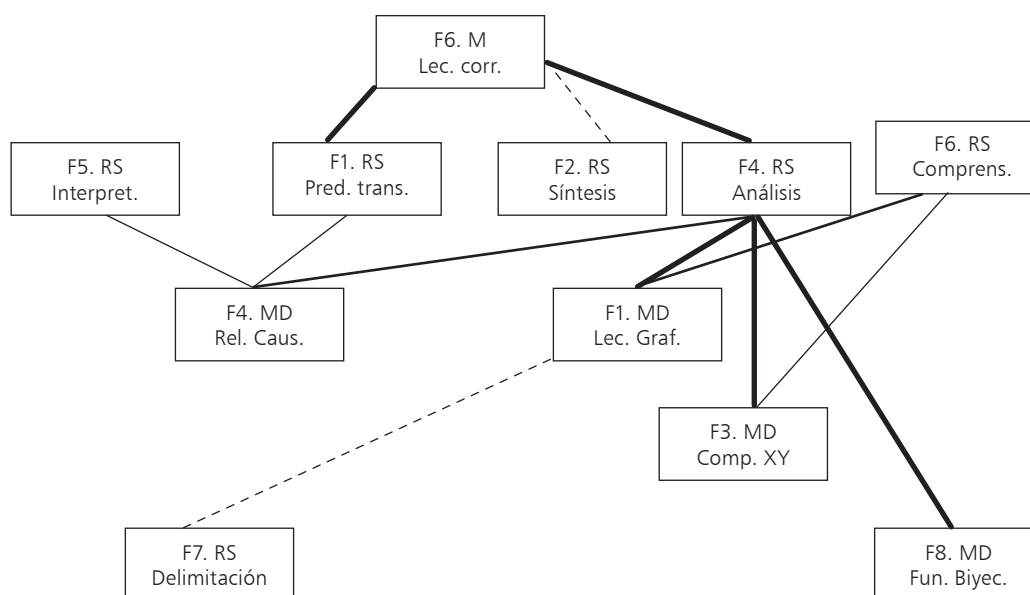 F6. M
Lec. corr.
F5. RS
Interpret.
F1. RS
Pred. trans.
F2. RS
Síntesis
F4. RS
Análisis
F6. RS
Comprens.
F4. MD
Rel. Caus.
F1. MD
Lec. Graf.
F3. MD
Comp. XY
F7. RS
Delimitación
F8. MD
Fun. Biyec.